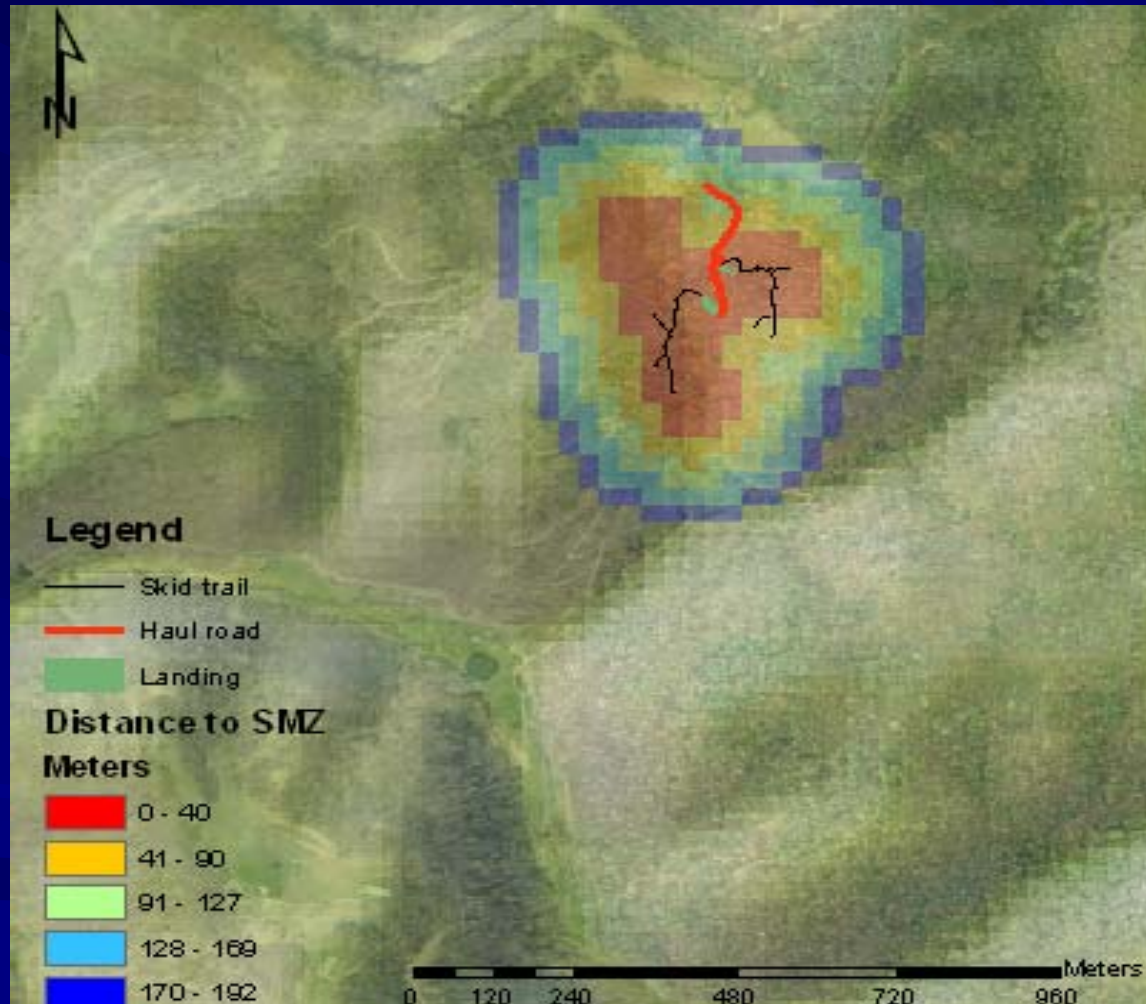 N
Legend
Skid trail
Haul road
Landing
Distance to SMZ
Meters
0 - 40
41 - 90
91 - 127
128 - 169
170 - 192
Meters
0 120 240 480 720 960